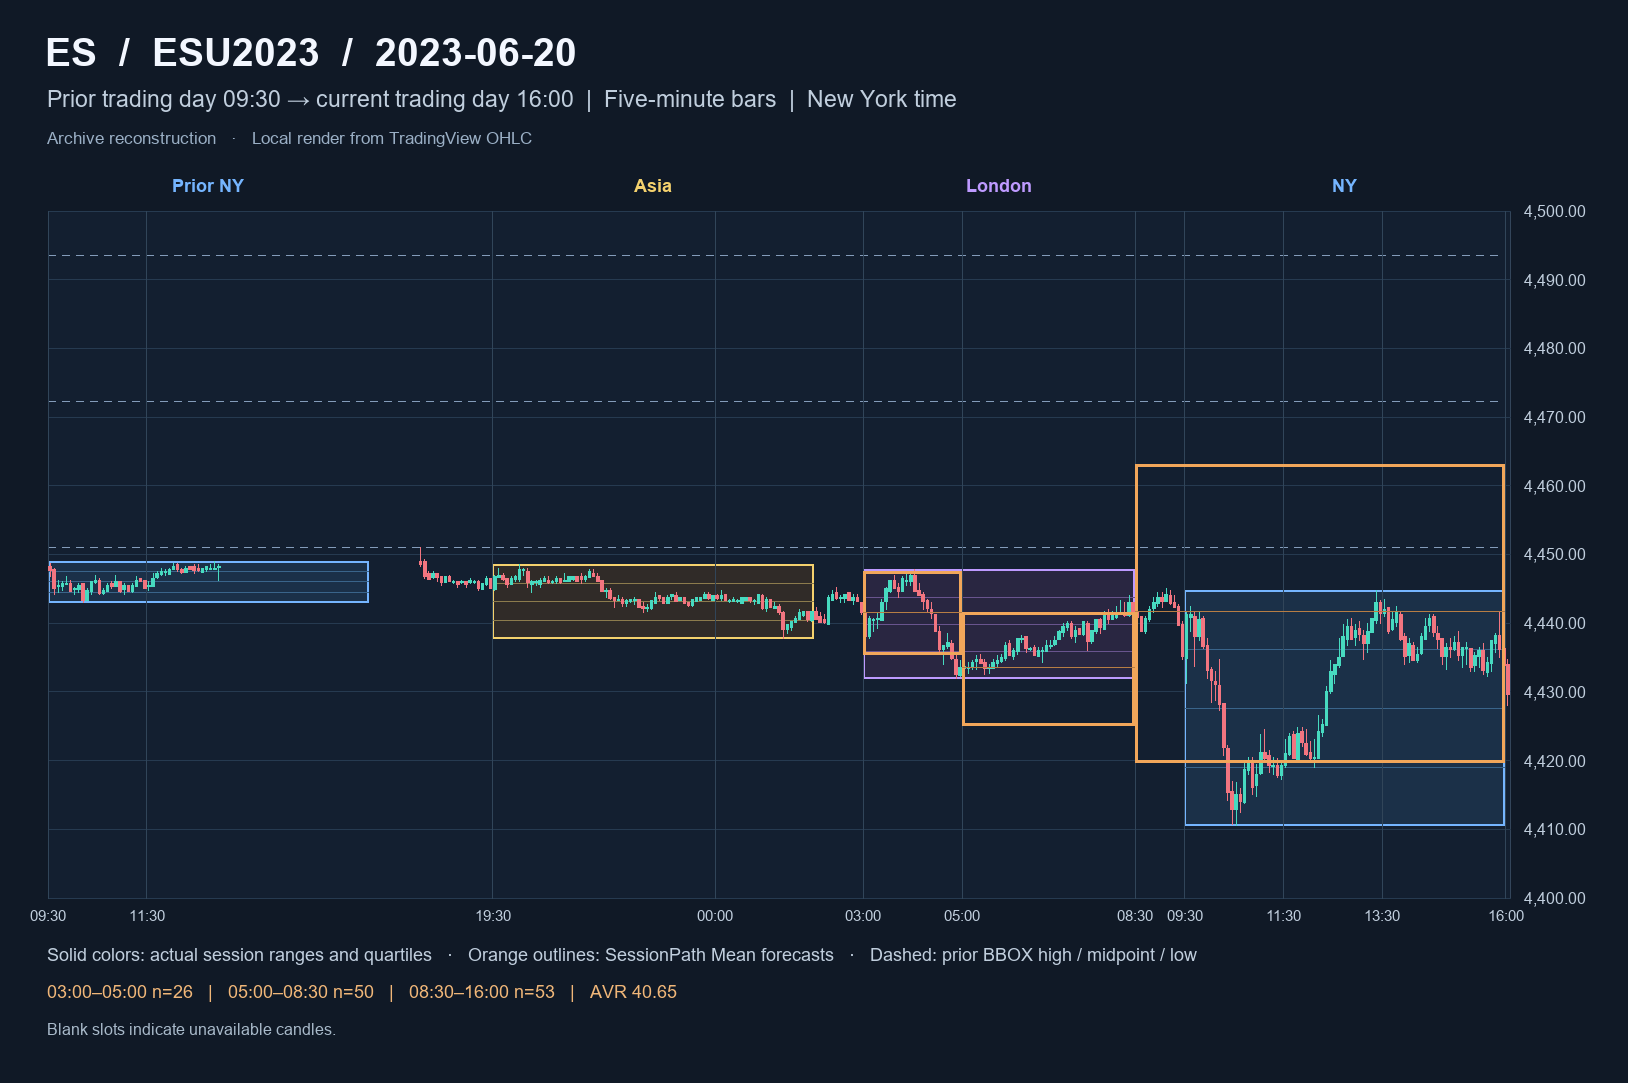 ES / ESU2023 / 2023-06-20
Prior trading day 09:30 → current trading day 16:00 | Five-minute bars | New York time
Archive reconstruction · Local render from TradingView OHLC
Prior NY Asia London NY
4,500.00
4,490.00
4,480.00
4,470.00
4,460.00
4,450.00
4,440.00
4,430.00
4,420.00
4,410.00
4,400.00
09:30 11:30 19:30 00:00 03:00 05:00 08:30 09:30 11:30 13:30 16:00
Solid colors: actual session ranges and quartiles · Orange outlines: SessionPath Mean forecasts · Dashed: prior BBOX high / midpoint / low
03:00–05:00 n=26 | 05:00–08:30 n=50 | 08:30–16:00 n=53 | AVR 40.65
Blank slots indicate unavailable candles.